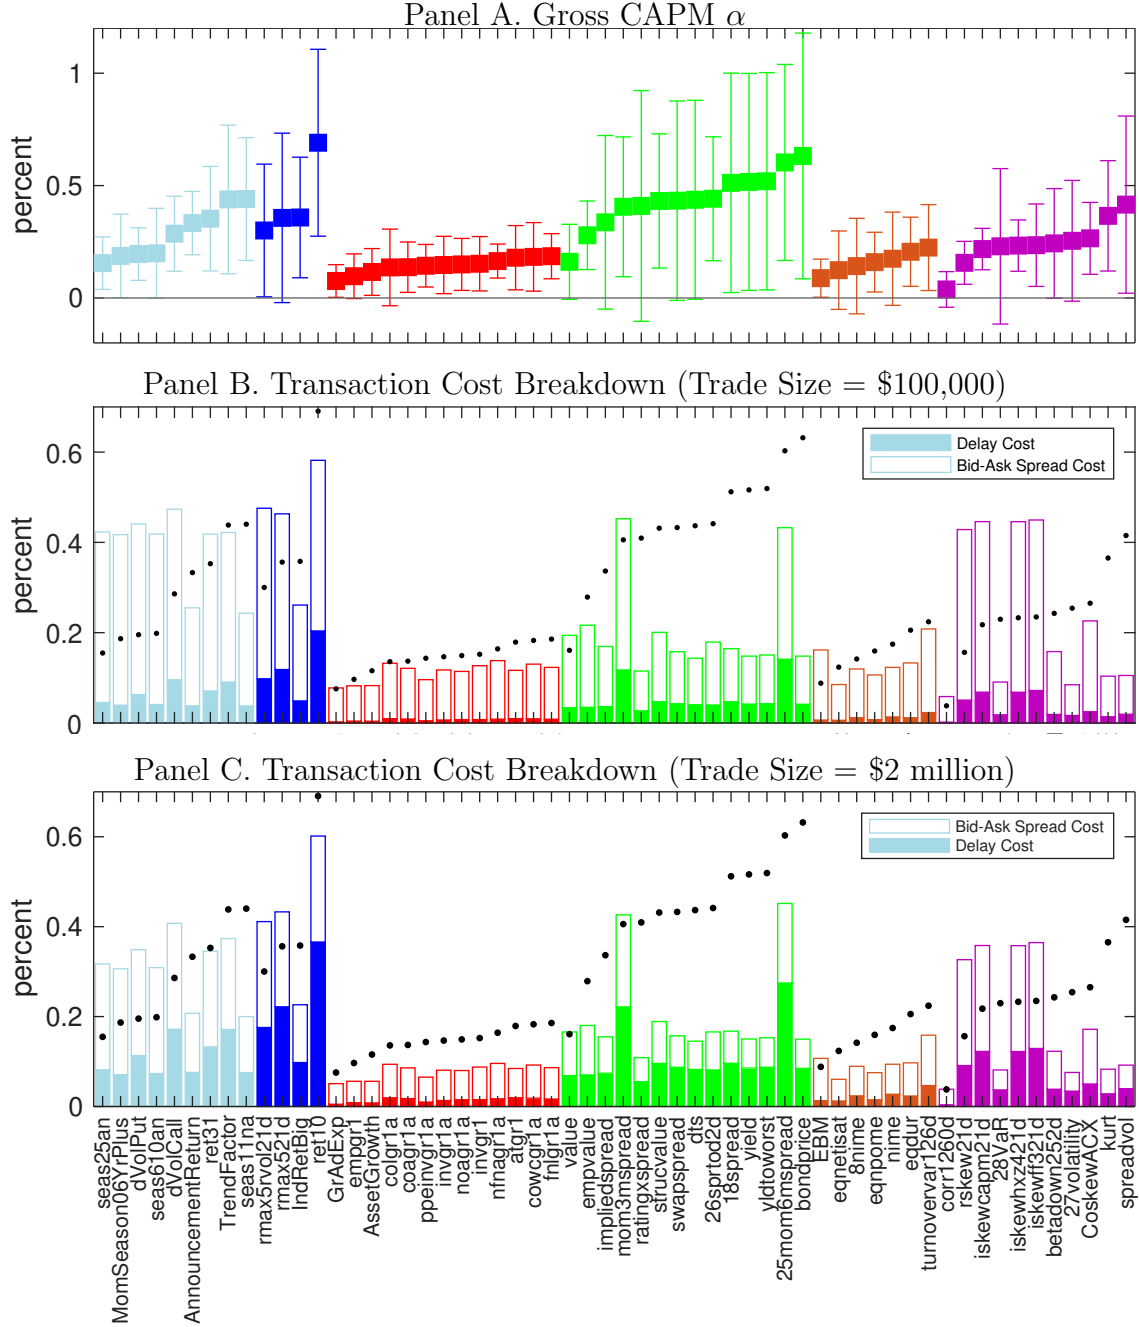 Panel A. Gross CAPM α
1
0.5
0
percent
Panel B. Transaction Cost Breakdown (Trade Size = $100,000)
0.6
0.4
0.2
0
percent
Delay Cost
Bid-Ask Spread Cost
Panel C. Transaction Cost Breakdown (Trade Size = $2 million)
0.6
0.4
0.2
0
percent
Bid-Ask Spread Cost
Delay Cost
seas25an
MomSeason06YrPlus
dVolPut
seas610an
dVolCall
AnnouncementReturn
ret31
TrendFactor
seas11na
rmax5rvol21d
rmax521d
IndRetBig
ret10
GrAdExp
empgr1
AssetGrowth
colgr1a
coagr1a
ppeinvgr1a
invgr1a
noagr1a
invgr1
nfnagr1a
atgr1
cowcgr1a
fnlgr1a
value
empvalue
impliedspread
mom3mspread
ratingxspread
strucvalue
swapspread
dts
26sprtod2d
18spread
yield
yldtoworst
25mom6mspread
bondprice
EBM
eqnetisat
8nime
eqnpome
nime
eqdur
turnovervar126d
corr1260d
rskew21d
iskewcapm21d
28VaR
iskewhxz421d
iskewff321d
betadown252d
27volatility
CoskewACX
kurt
spreadvol